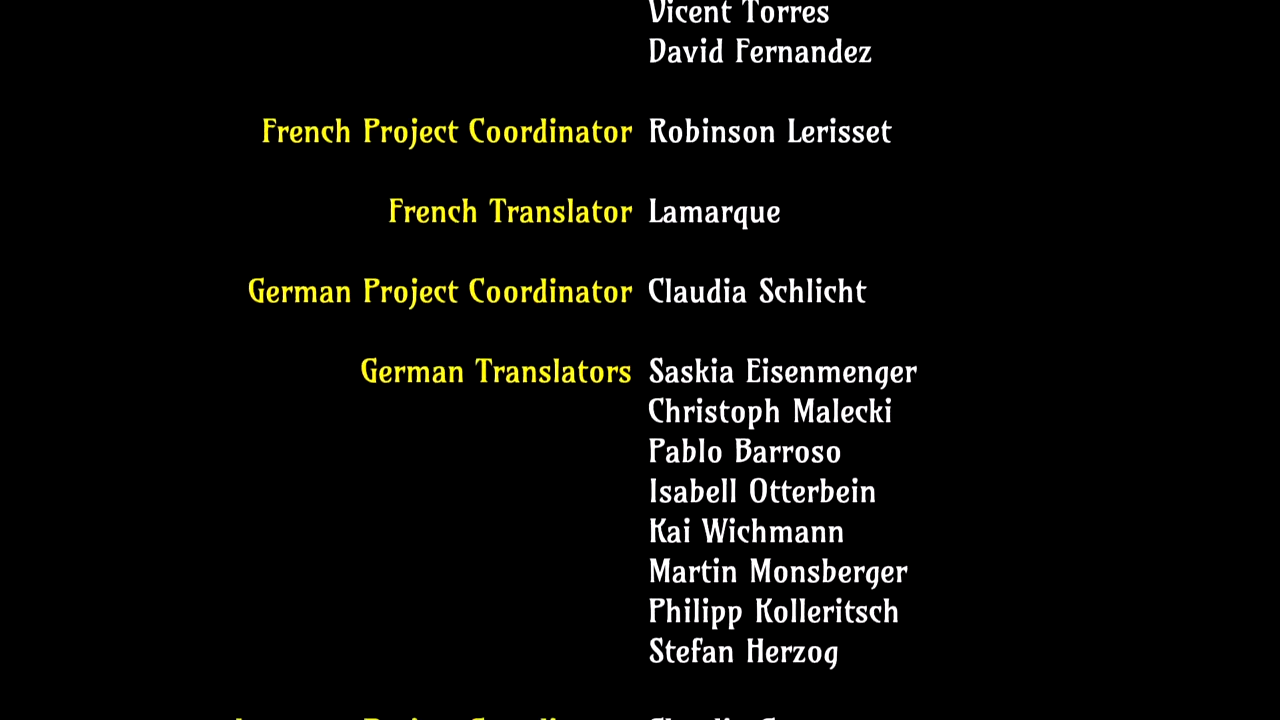 Vicent Torres
David Fernandez
French Project Coordinator Robinson Lerisset
French Translator Lamarque
German Project Coordinator Claudia Schlicht
German Translators Saskia Eisenmenger
Christoph Malecki
Pablo Barroso
Isabell Otterbein
Kai Wichmann
Martin Monsberger
Philipp Kolleritsch
Stefan Herzog
Project